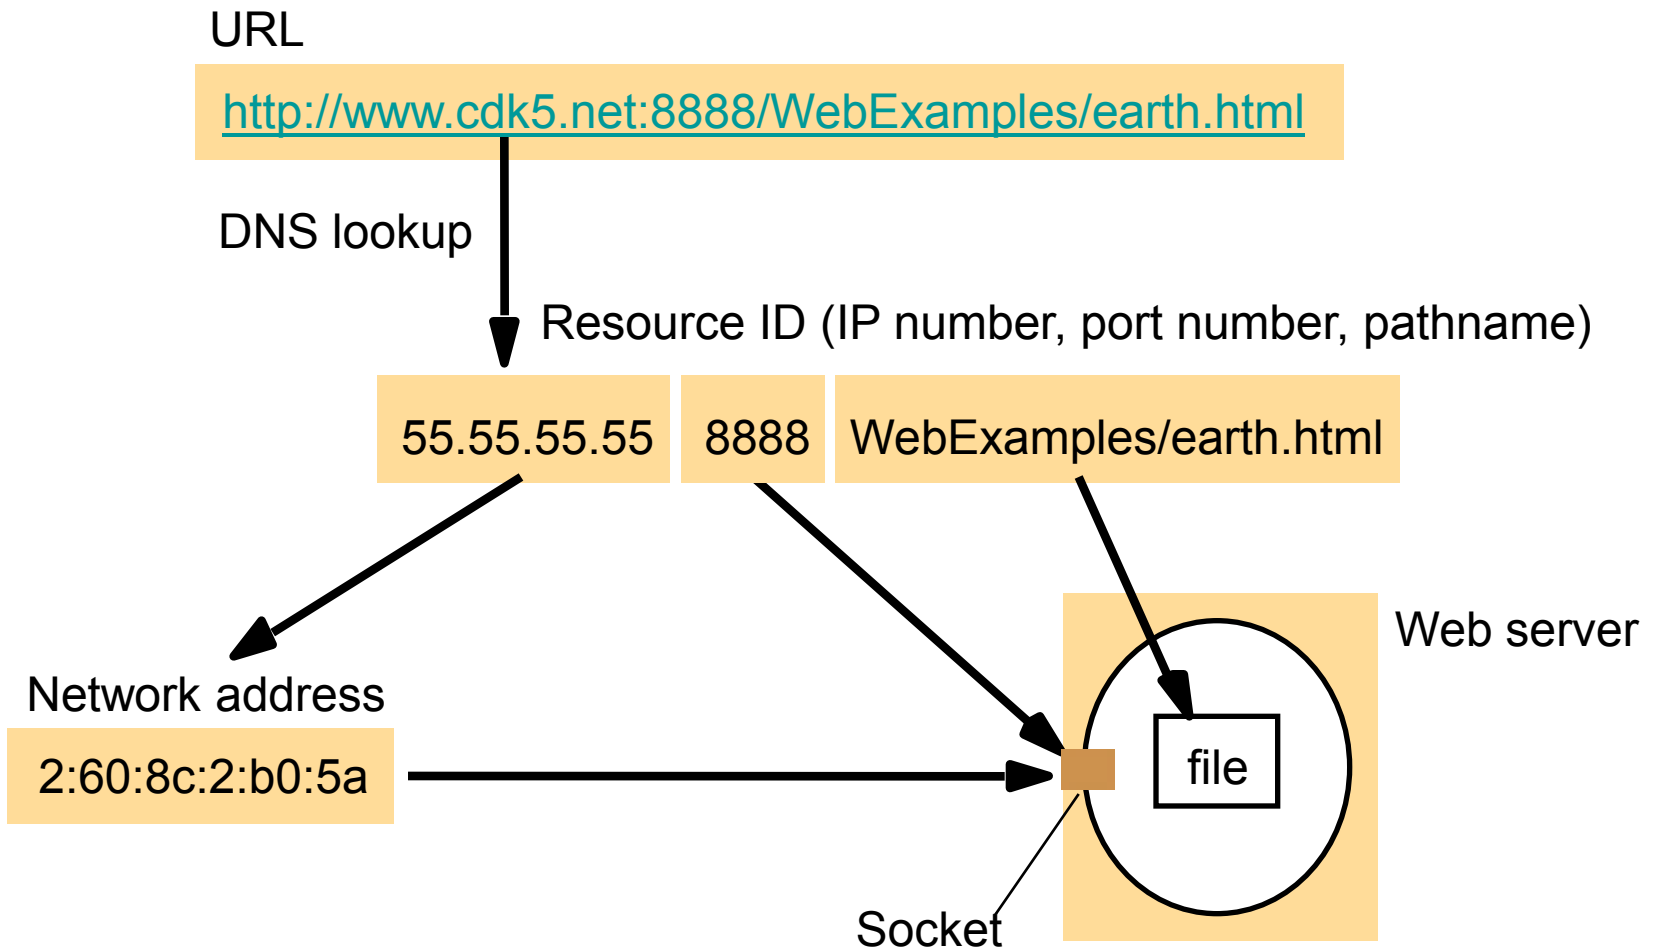 URL
http://www.cdk5.net:8888/WebExamples/earth.html
DNS lookup
Resource ID (IP number, port number, pathname)
55.55.55.55 8888 WebExamples/earth.html
Web server
Network address
2:60:8c:2:b0:5a
file
Socket